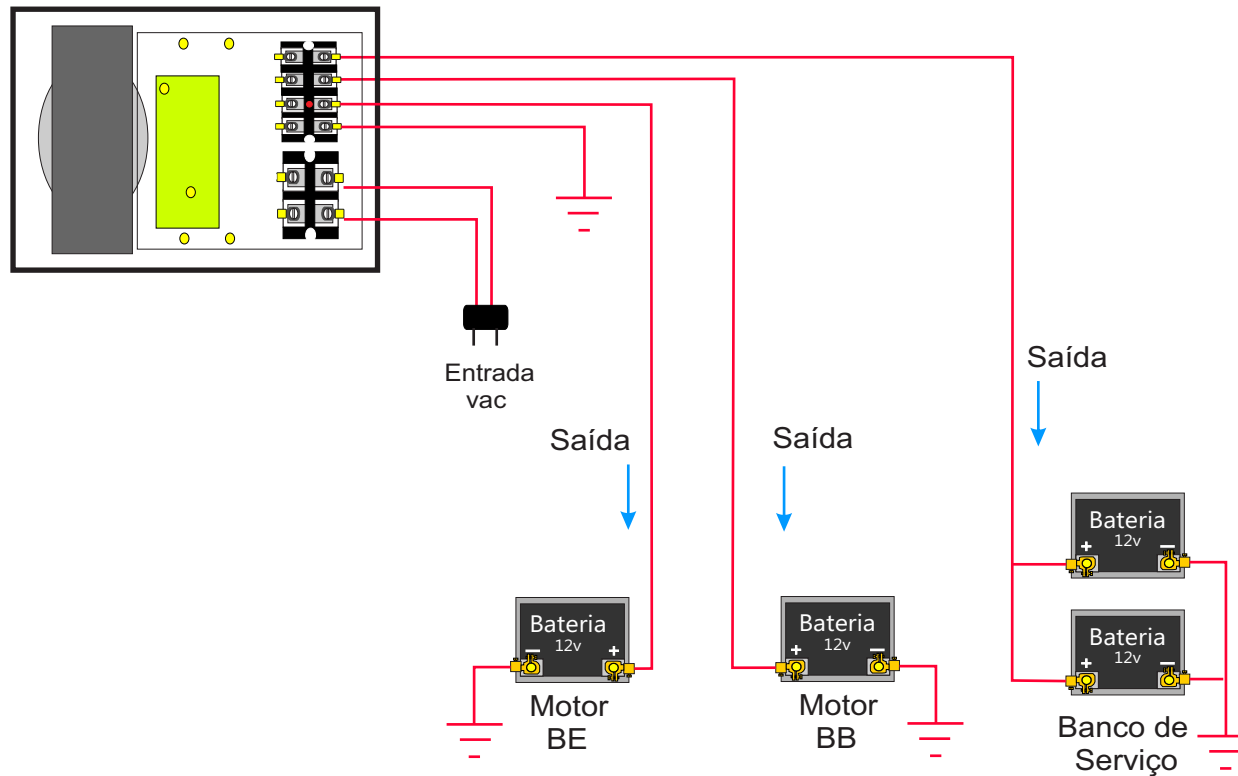 Entrada
vac
Saída
Saída
Saída
Bateria
12v
+
−
Bateria
12v
+
−
Bateria
12v
−
+
Motor
BE
Bateria
12v
+
−
Motor
BB
Banco de
Serviço